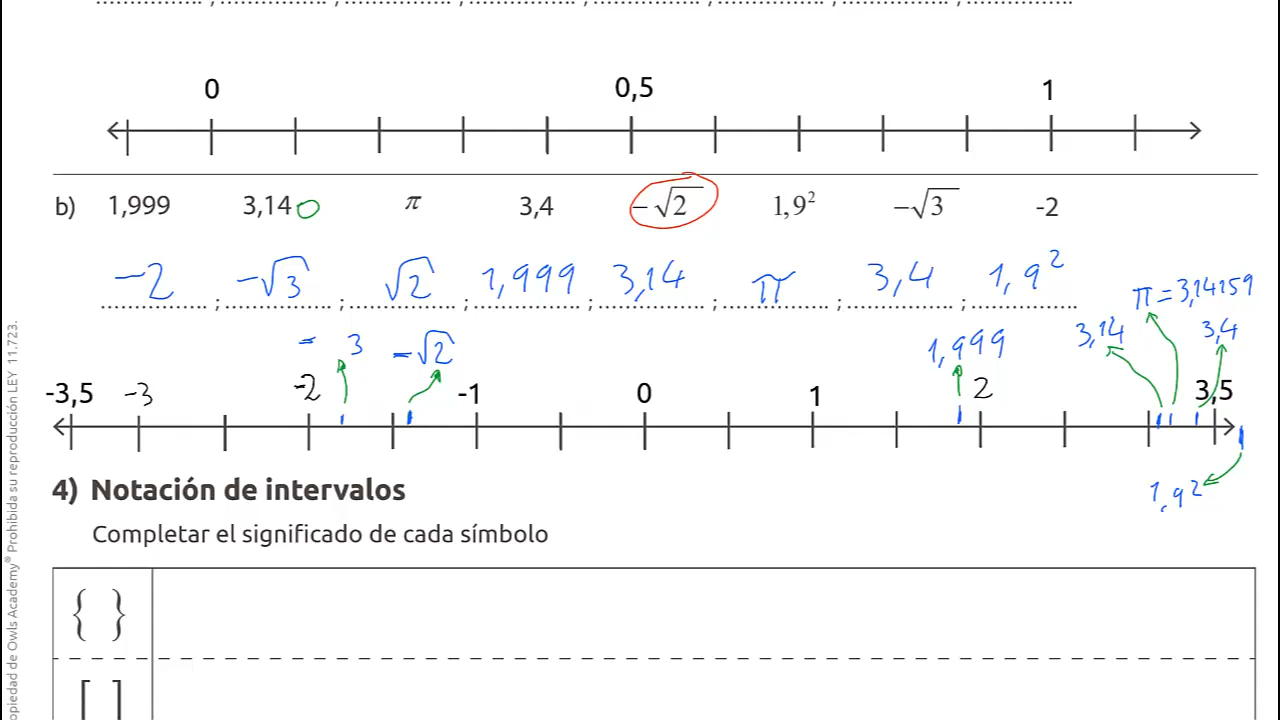 0 0,5 1
b) 1,999 3,14 0 π 3,4 −√2 1,9² −√3 -2
−2 ; −√3 ; √2 ; 1,999 ; 3,14 ; π ; 3,4 ; 1,9²
π = 3,14159
− 3 −√2 1,999 3,14 3,4
-3,5 -3 -2 -1 0 1 2 3,5
1,9²
4) Notación de intervalos
Completar el significado de cada símbolo
{ }
[ ]
opiedad de Owls Academy® Prohibida su reproducción LEY 11.723.